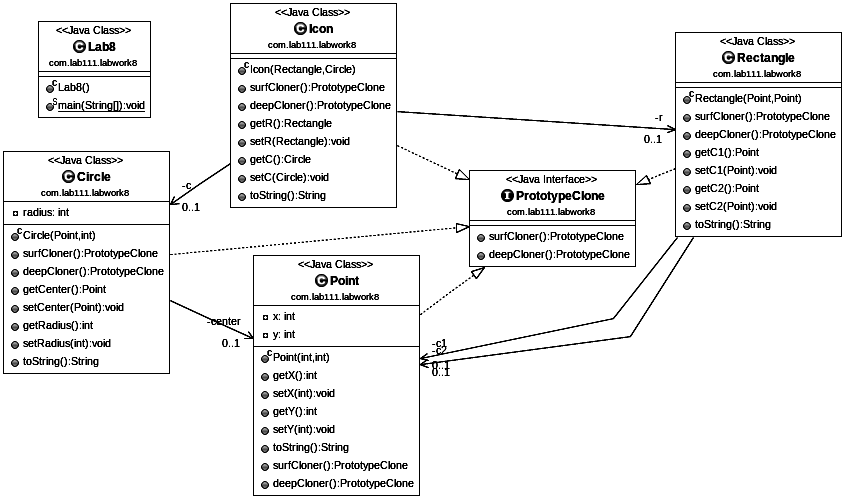 <<Java Class>>
C Lab8
com.lab111.labwork8
c Lab8()
s main(String[]):void
<<Java Class>>
C Icon
com.lab111.labwork8
c Icon(Rectangle,Circle)
surfCloner():PrototypeClone
deepCloner():PrototypeClone
getR():Rectangle
setR(Rectangle):void
getC():Circle
setC(Circle):void
toString():String
<<Java Class>>
C Rectangle
com.lab111.labwork8
c Rectangle(Point,Point)
surfCloner():PrototypeClone
deepCloner():PrototypeClone
getC1():Point
setC1(Point):void
getC2():Point
setC2(Point):void
toString():String
-r
0..1
-c
0..1
<<Java Class>>
C Circle
com.lab111.labwork8
radius: int
c Circle(Point,int)
surfCloner():PrototypeClone
deepCloner():PrototypeClone
getCenter():Point
setCenter(Point):void
getRadius():int
setRadius(int):void
toString():String
<<Java Interface>>
I PrototypeClone
com.lab111.labwork8
surfCloner():PrototypeClone
deepCloner():PrototypeClone
-center
0..1
<<Java Class>>
C Point
com.lab111.labwork8
x: int
y: int
c Point(int,int)
getX():int
setX(int):void
getY():int
setY(int):void
toString():String
surfCloner():PrototypeClone
deepCloner():PrototypeClone
-c1
-c2
0..1
0..1